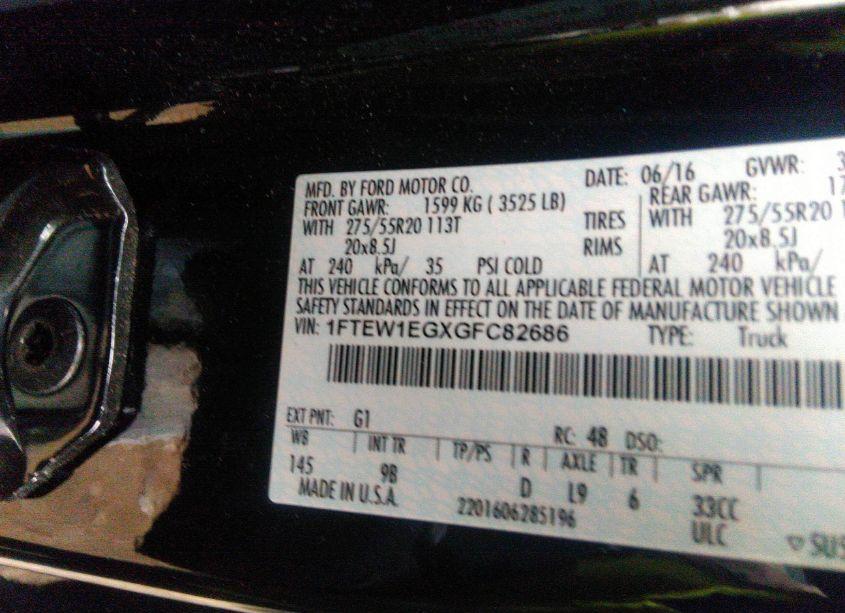 MFD. BY FORD MOTOR CO. DATE: 06/16 GVWR: 3
FRONT GAWR: 1599 KG ( 3525 LB) REAR GAWR: 17
WITH 275/55R20 113T TIRES WITH 275/55R20 1
20x8.5J RIMS 20x8.5J
AT 240 kPa/ 35 PSI COLD AT 240 kPa/
THIS VEHICLE CONFORMS TO ALL APPLICABLE FEDERAL MOTOR VEHICLE
SAFETY STANDARDS IN EFFECT ON THE DATE OF MANUFACTURE SHOWN
VIN: 1FTEW1EGXGFC82686 TYPE: Truck
EXT PNT: G1 RC: 48 DSO:
WB INT TR TP/PS R AXLE TR SPR
145 9B D L9 6 33CC
MADE IN U.S.A. 2201606285196 ULC